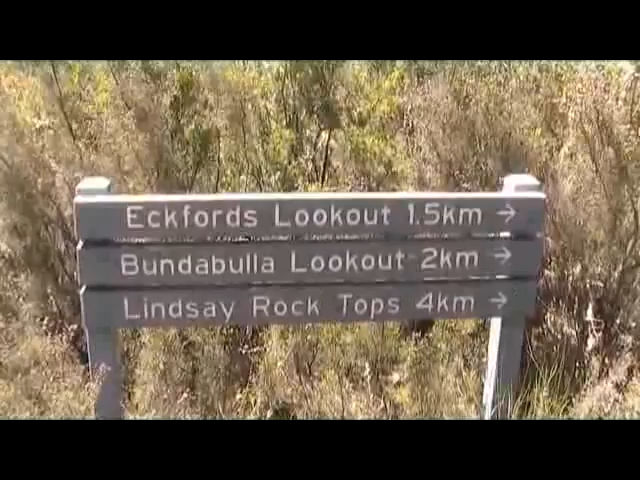 Eckfords Lookout 1.5km →
Bundabulla Lookout 2km →
Lindsay Rock Tops 4km →